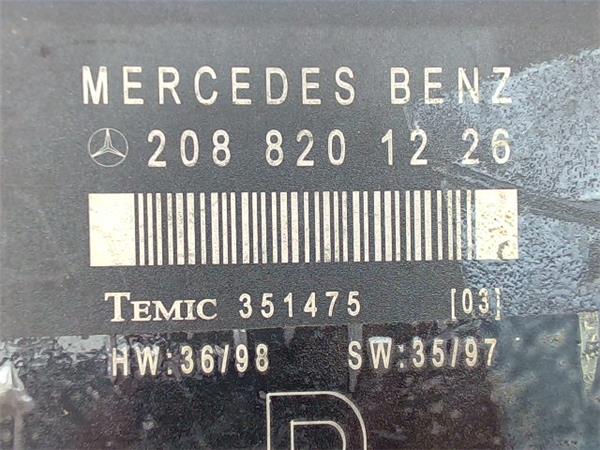 MERCEDES BENZ
208 820 12 26
TEMIC 351475 [03]
HW:36/98 SW:35/97